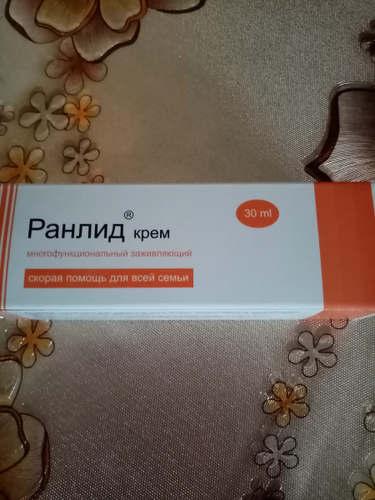 Ранлид® крем
30 ml
многофункциональный заживляющий
скорая помощь для всей семьи